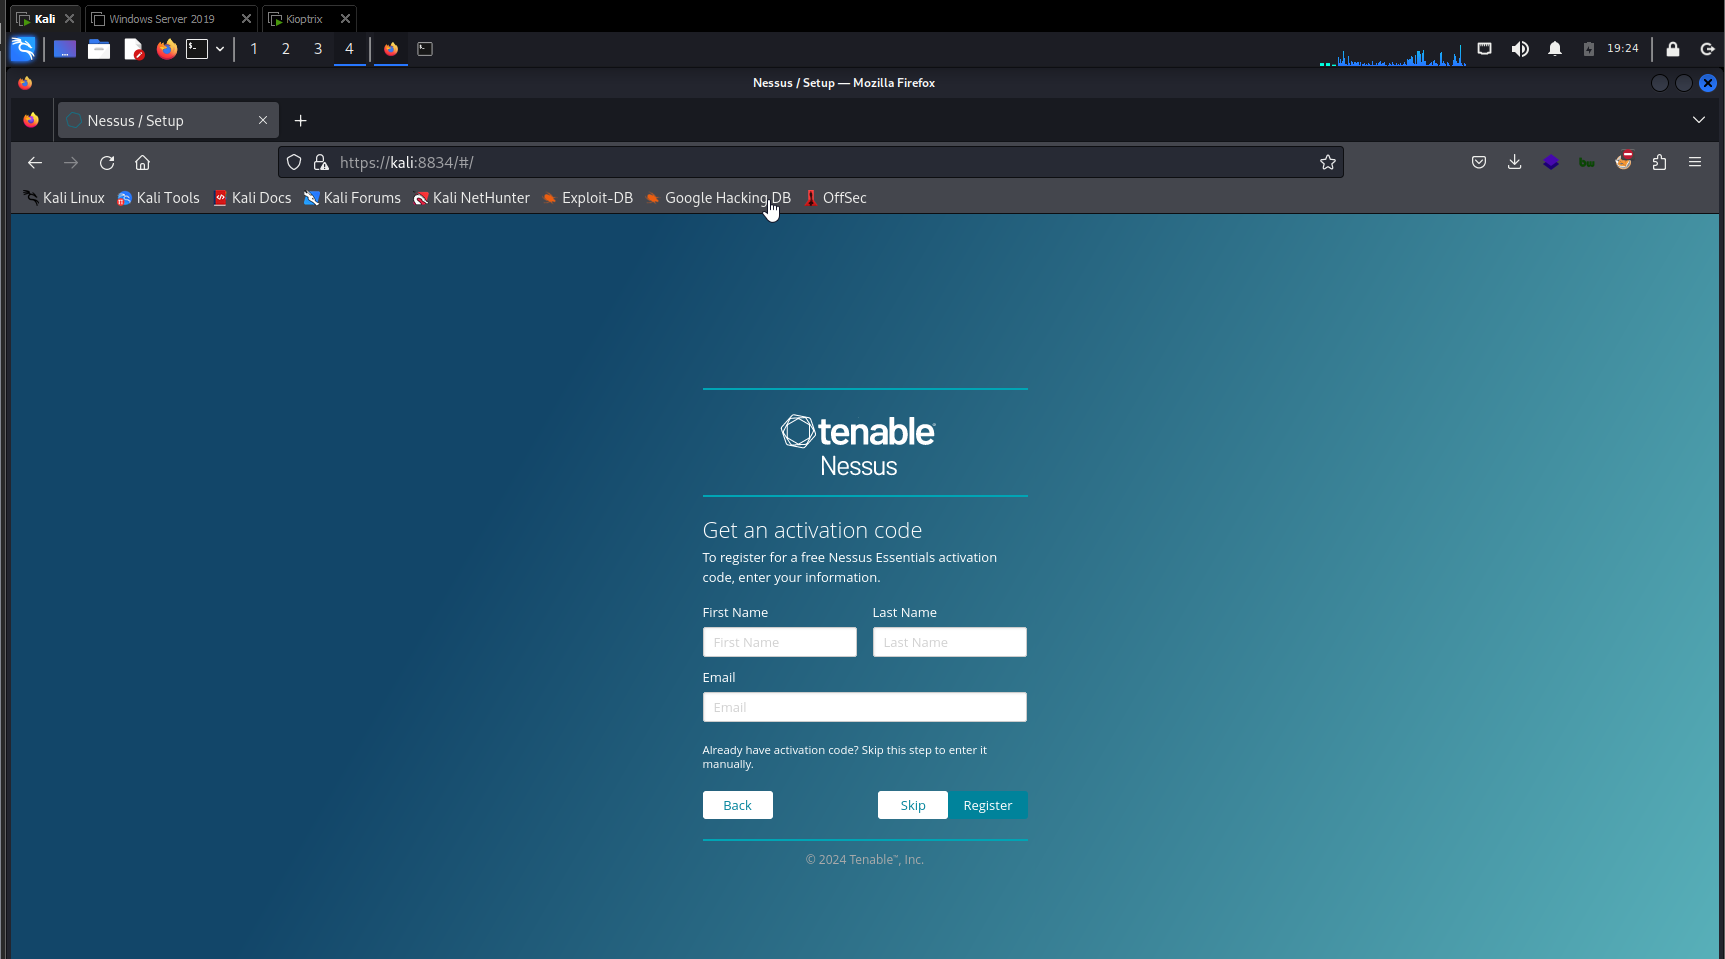 Kali
Windows Server 2019
Kioptrix
1 2 3 4
19:24
Nessus / Setup — Mozilla Firefox
Nessus / Setup
https://kali:8834/#/
Kali Linux Kali Tools Kali Docs Kali Forums Kali NetHunter Exploit-DB Google Hacking DB OffSec
tenable
Nessus
Get an activation code
To register for a free Nessus Essentials activation
code, enter your information.
First Name Last Name
First Name Last Name
Email
Email
Already have activation code? Skip this step to enter it
manually.
Back Skip Register
© 2024 Tenable™, Inc.